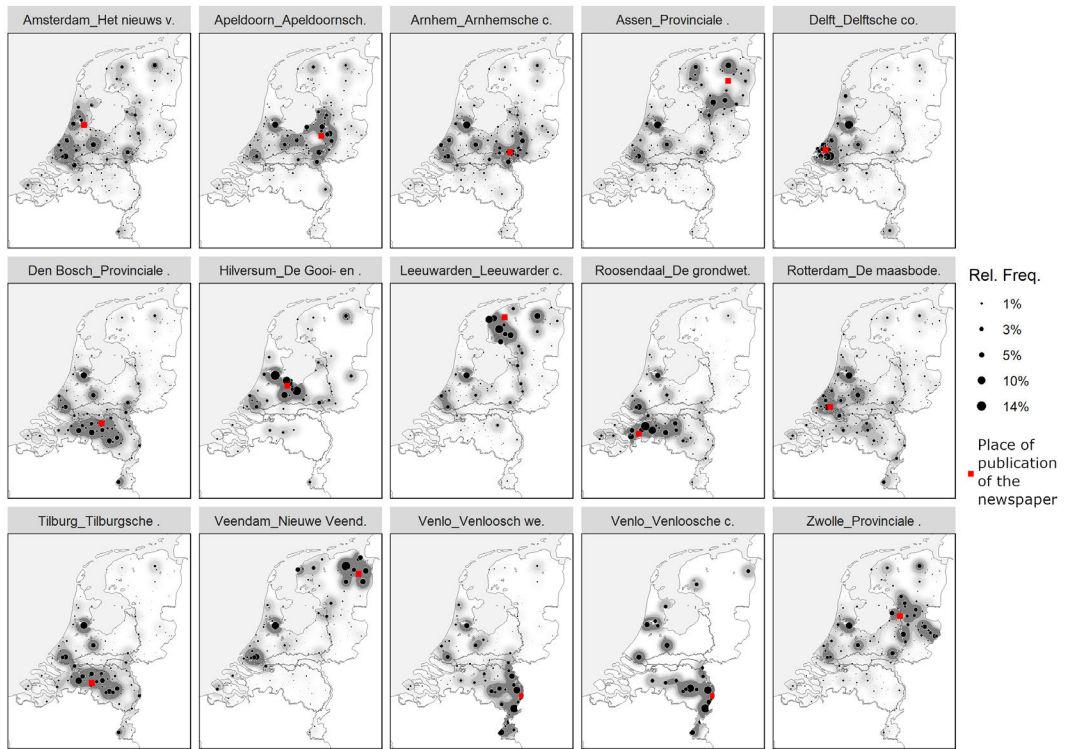 Amsterdam_Het nieuws v.
Apeldoorn_Apeldoornsch.
Arnhem_Arnhemsche c.
Assen_Provinciale .
Delft_Delftsche co.
Den Bosch_Provinciale .
Hilversum_De Gooi- en .
Leeuwarden_Leeuwarder c.
Roosendaal_De grondwet.
Rotterdam_De maasbode.
Tilburg_Tilburgsche .
Veendam_Nieuwe Veend.
Venlo_Venloosch we.
Venlo_Venloosche c.
Zwolle_Provinciale .
Rel. Freq.
1%
3%
5%
10%
14%
Place of
publication
of the
newspaper